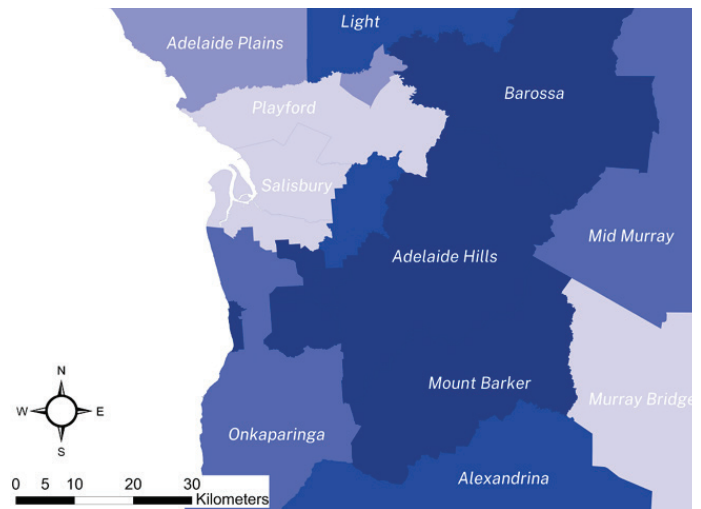 Light
Adelaide Plains
Barossa
Playford
Salisbury
Mid Murray
Adelaide Hills
Mount Barker
Murray Bridge
Onkaparinga
Alexandrina
N
W E
S
0 5 10 20 30
Kilometers